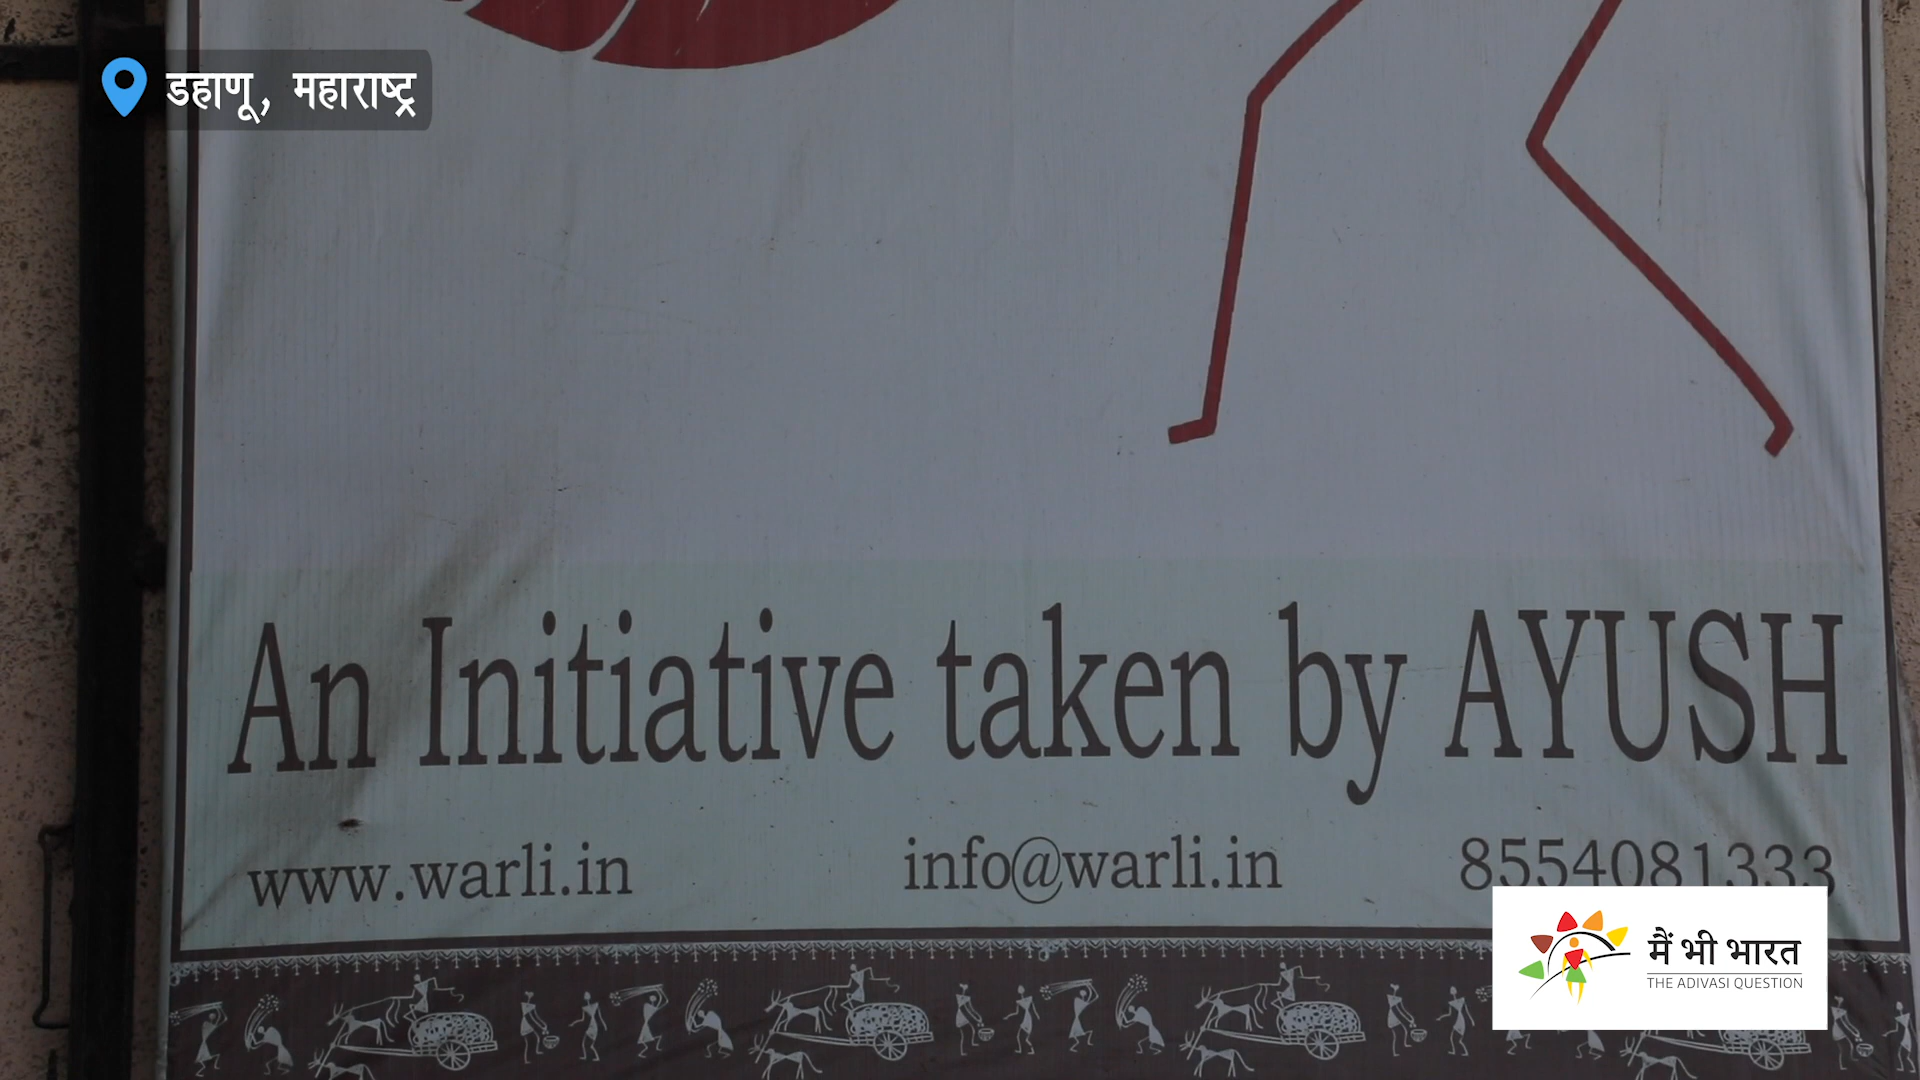 डहाणू, महाराष्ट्र
An Initiative taken by AYUSH
www.warli.in info@warli.in 8554081333
मैं भी भारत
THE ADIVASI QUESTION